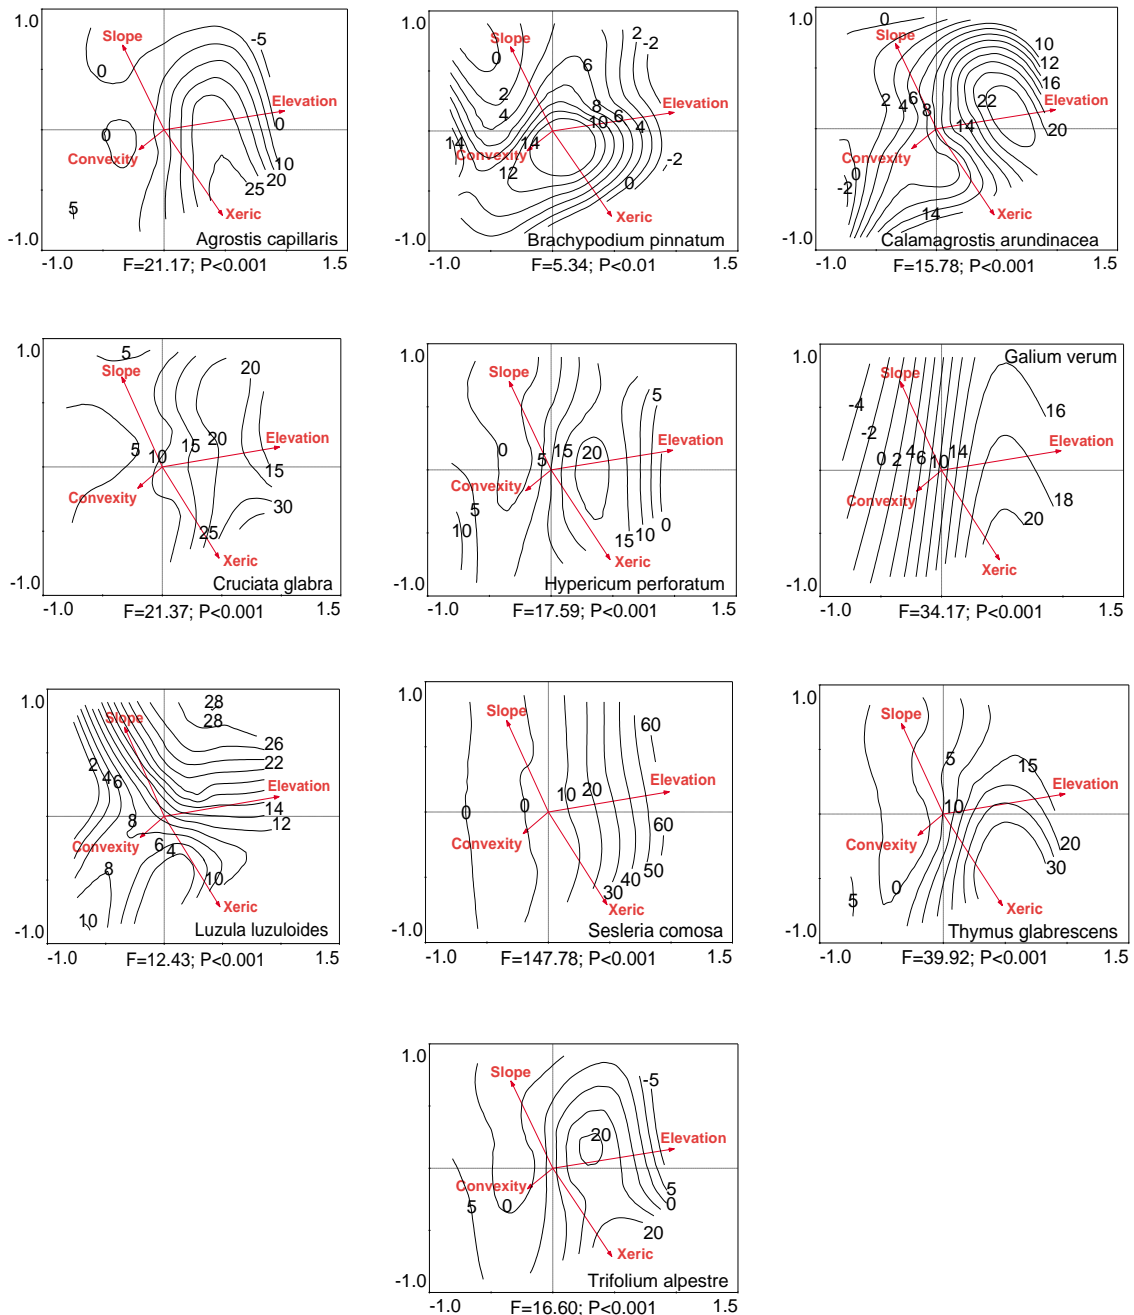 1.0
Slope
-5
0
Elevation
0
0
Convexity
10
20
25
5
Xeric
-1.0
Agrostis capillaris
-1.0 F=21.17; P<0.001 1.5
1.0
Slope
2
-2
0
6
2
8
Elevation
4
10 6 4
14 14
Convexity
-2
12
0
Xeric
-1.0
Brachypodium pinnatum
-1.0 F=5.34; P<0.01 1.5
1.0
0
Slope
10
12
16
2 4 6 8
22
Elevation
14
20
Convexity
0
-2
14
Xeric
-1.0
Calamagrostis arundinacea
-1.0 F=15.78; P<0.001 1.5
1.0
5
Slope
20
Elevation
5 10 15 20
15
Convexity
30
25
Xeric
-1.0
Cruciata glabra
-1.0 F=21.37; P<0.001 1.5
1.0
Slope
5
Elevation
0
5 15 20
Convexity
5
10
15 10 0
Xeric
-1.0
Hypericum perforatum
-1.0 F=17.59; P<0.001 1.5
1.0
Galium verum
Slope
-4
16
-2
Elevation
0 2 4 6 10 14
Convexity
18
20
Xeric
-1.0
-1.0 F=34.17; P<0.001 1.5
1.0
28
28
Slope
26
2
4 6
22
Elevation
14
8
12
Convexity
6 4
8
10
Xeric
10
-1.0
Luzula luzuloides
-1.0 F=12.43; P<0.001 1.5
1.0
Slope
60
Elevation
10 20
0 0
60
Convexity
50
40
30
Xeric
-1.0
Sesleria comosa
-1.0 F=147.78; P<0.001 1.5
1.0
Slope
5
15
Elevation
10
Convexity
20
30
0
5
Xeric
-1.0
Thymus glabrescens
-1.0 F=39.92; P<0.001 1.5
1.0
Slope
-5
20
Elevation
Convexity
5
5 0 0
20
Xeric
-1.0
Trifolium alpestre
-1.0 F=16.60; P<0.001 1.5